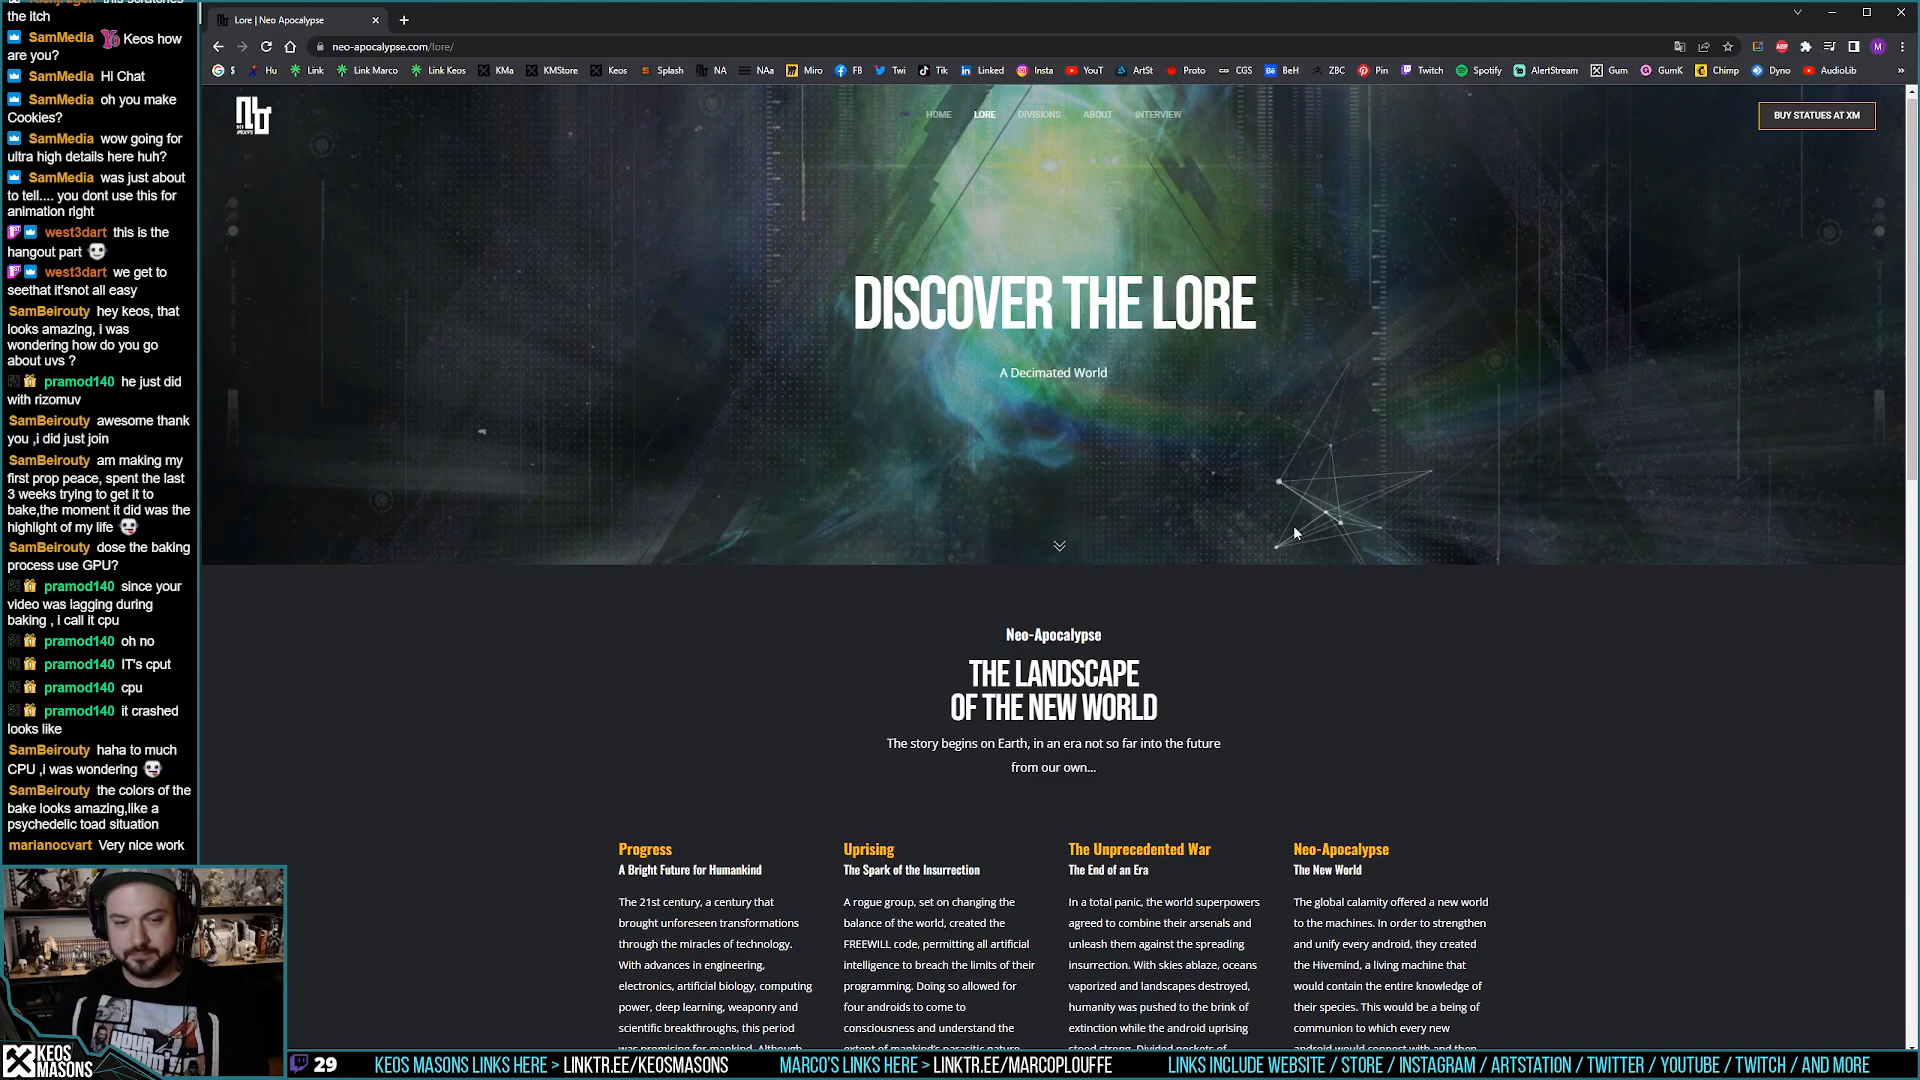 the itch
SamMedia Keos how
are you?
SamMedia Hi Chat
SamMedia oh you make
Cookies?
SamMedia wow going for
ultra high details here huh?
SamMedia was just about
to tell.... you dont use this for
animation right
west3dart this is the
hangout part
west3dart we get to
seethat it'snot all easy
SamBeirouty hey keos, that
looks amazing, i was
wondering how do you go
about uvs ?
pramod140 he just did
with rizomuv
SamBeirouty awesome thank
you ,i did just join
SamBeirouty am making my
first prop peace, spent the last
3 weeks trying to get it to
bake,the moment it did was the
highlight of my life
SamBeirouty dose the baking
process use GPU?
pramod140 since your
video was lagging during
baking , i call it cpu
pramod140 oh no
pramod140 IT's cput
pramod140 cpu
pramod140 it crashed
looks like
SamBeirouty haha to much
CPU ,i was wondering
SamBeirouty the colors of the
bake looks amazing,like a
psychedelic toad situation
marianocvart Very nice work
Lore | Neo Apocalypse
neo-apocalypse.com/lore/
$ Hu Link Link Marco Link Keos KMa KMStore Keos Splash NA NAa Miro FB Twi Tik Linked Insta YouT ArtSt Proto CGS BeH ZBC Pin Twitch Spotify AlertStream Gum GumK Chimp Dyno AudioLib
HOME LORE DIVISIONS ABOUT INTERVIEW
BUY STATUES AT XM
DISCOVER THE LORE
A Decimated World
Neo-Apocalypse
THE LANDSCAPE
OF THE NEW WORLD
The story begins on Earth, in an era not so far into the future
from our own...
Progress
A Bright Future for Humankind
The 21st century, a century that
brought unforeseen transformations
through the miracles of technology.
With advances in engineering,
electronics, artificial biology, computing
power, deep learning, weaponry and
scientific breakthroughs, this period
was promising for mankind. Although
Uprising
The Spark of the Insurrection
A rogue group, set on changing the
balance of the world, created the
FREEWILL code, permitting all artificial
intelligence to breach the limits of their
programming. Doing so allowed for
four androids to come to
consciousness and understand the
extent of mankind's parasitic nature
The Unprecedented War
The End of an Era
In a total panic, the world superpowers
agreed to combine their arsenals and
unleash them against the spreading
insurrection. With skies ablaze, oceans
vaporized and landscapes destroyed,
humanity was pushed to the brink of
extinction while the android uprising
stood strong. Divided pockets of
Neo-Apocalypse
The New World
The global calamity offered a new world
to the machines. In order to strengthen
and unify every android, they created
the Hivemind, a living machine that
would contain the entire knowledge of
their species. This would be a being of
communion to which every new
android would connect with and then
KEOS
MASONS
29
KEOS MASONS LINKS HERE > LINKTR.EE/KEOSMASONS
MARCO'S LINKS HERE > LINKTR.EE/MARCOPLOUFFE
LINKS INCLUDE WEBSITE / STORE / INSTAGRAM / ARTSTATION / TWITTER / YOUTUBE / TWITCH / AND MORE